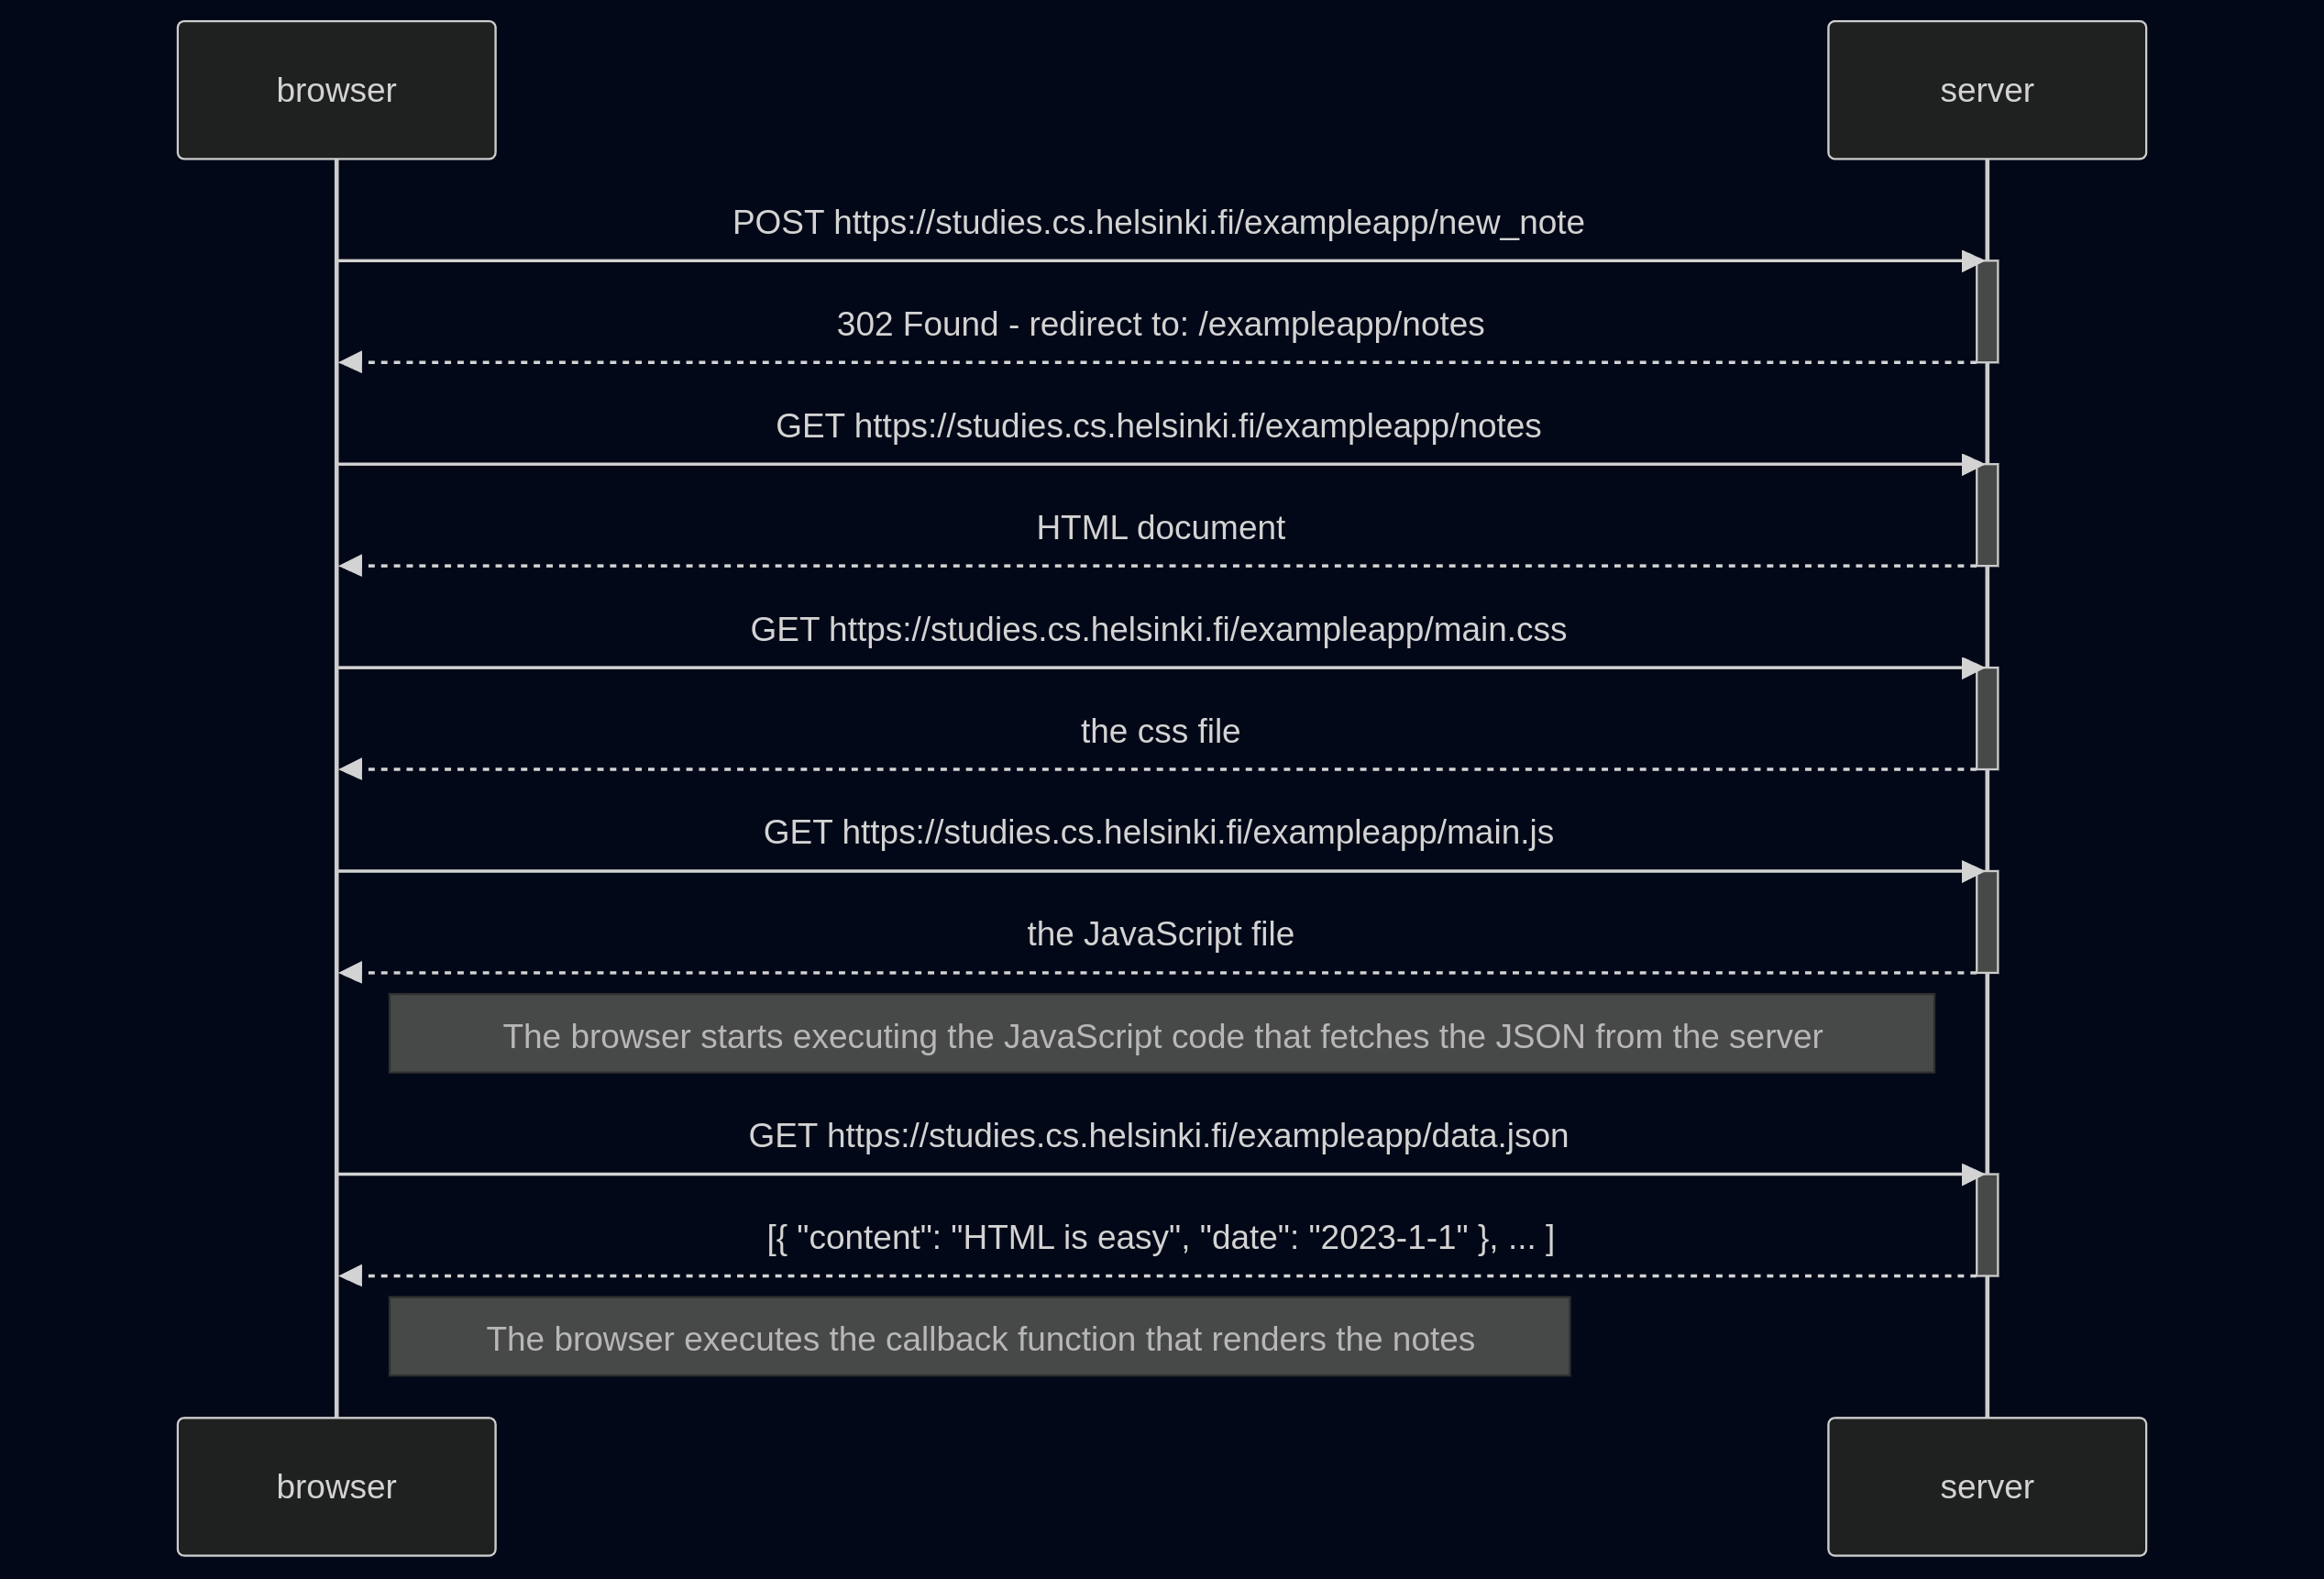 browser
server
POST https://studies.cs.helsinki.fi/exampleapp/new_note
302 Found - redirect to: /exampleapp/notes
GET https://studies.cs.helsinki.fi/exampleapp/notes
HTML document
GET https://studies.cs.helsinki.fi/exampleapp/main.css
the css file
GET https://studies.cs.helsinki.fi/exampleapp/main.js
the JavaScript file
The browser starts executing the JavaScript code that fetches the JSON from the server
GET https://studies.cs.helsinki.fi/exampleapp/data.json
[{ "content": "HTML is easy", "date": "2023-1-1" }, ... ]
The browser executes the callback function that renders the notes
browser
server